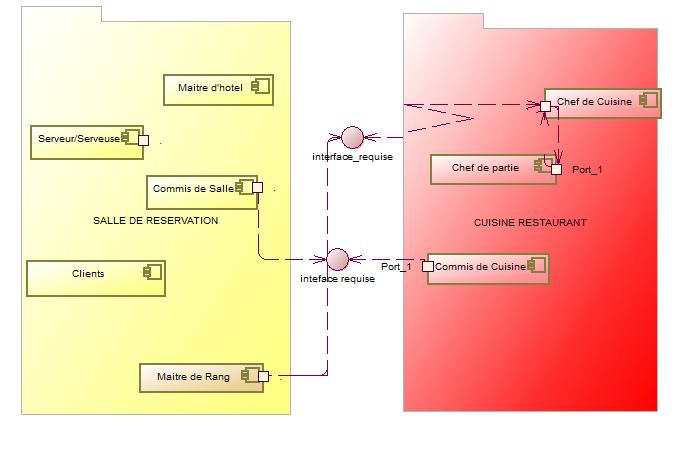 Maitre d'hotel
Chef de Cuisine
Serveur/Serveuse
interface_requise
Chef de partie
Port_1
Commis de Salle
SALLE DE RESERVATION
CUISINE RESTAURANT
Clients
inteface requise
Port_1
Commis de Cuisine
Maitre de Rang